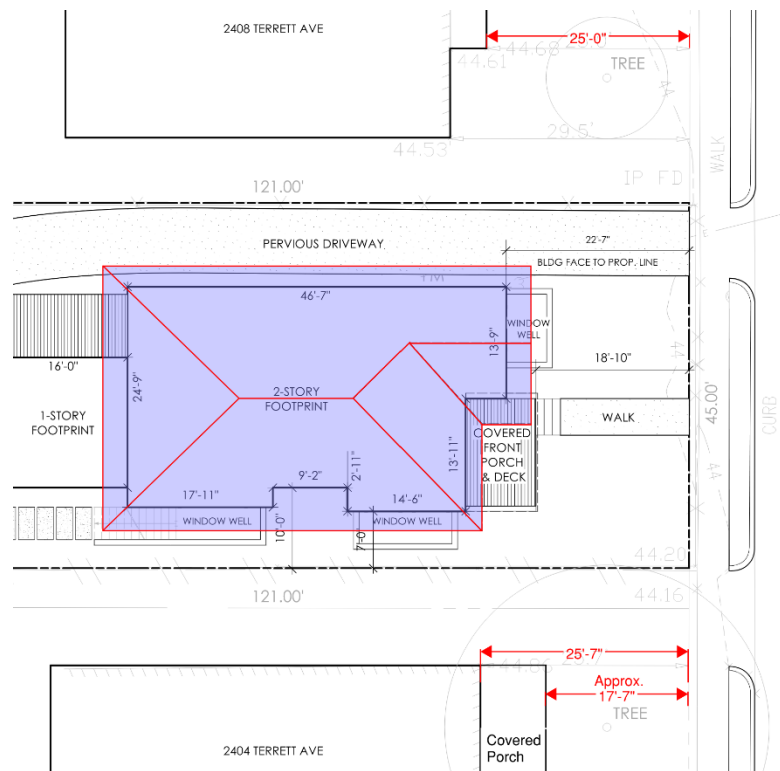 2408 TERRETT AVE
25'-0"
44.68
44.61
TREE
44
29.5'
44.53'
WALK
121.00'
IP FD
22'-7"
PERVIOUS DRIVEWAY
BLDG FACE TO PROP. LINE
46'-7"
WINDOW
WELL
13'-9"
44
18'-10"
16'-0"
24'-9"
2-STORY
FOOTPRINT
1-STORY
FOOTPRINT
45.00'
CURB
WALK
COVERED
FRONT
PORCH
& DECK
13'-11"
2'-11"
9'-2"
17'-11"
14'-6"
44
WINDOW WELL
WINDOW WELL
10'-0"
7'-0"
44.20
121.00'
44.16
25'-7"
Approx.
17'-7"
TREE
2404 TERRETT AVE
Covered
Porch